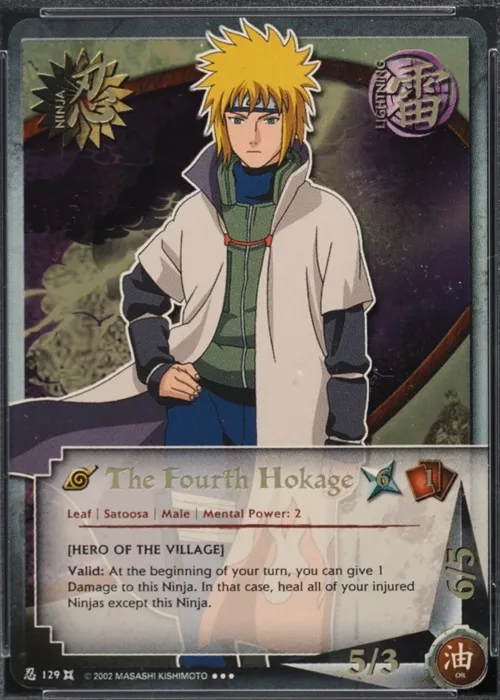 NINJA
忍
LIGHTNING
雷
The Fourth Hokage
6
1
Leaf | Satoosa | Male | Mental Power: 2
[HERO OF THE VILLAGE]
Valid: At the beginning of your turn, you can give 1
Damage to this Ninja. In that case, heal all of your injured
Ninjas except this Ninja.
6/5
5/3
油
OIL
忍 129 © 2002 MASASHI KISHIMOTO